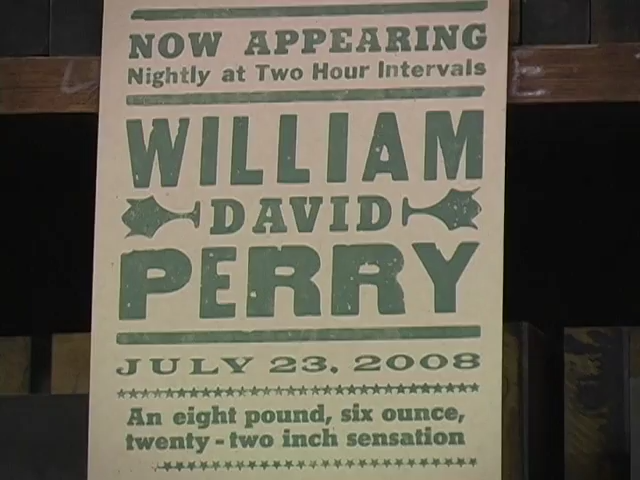 NOW APPEARING
Nightly at Two Hour Intervals
WILLIAM
DAVID
PERRY
JULY 23, 2008
An eight pound, six ounce,
twenty-two inch sensation